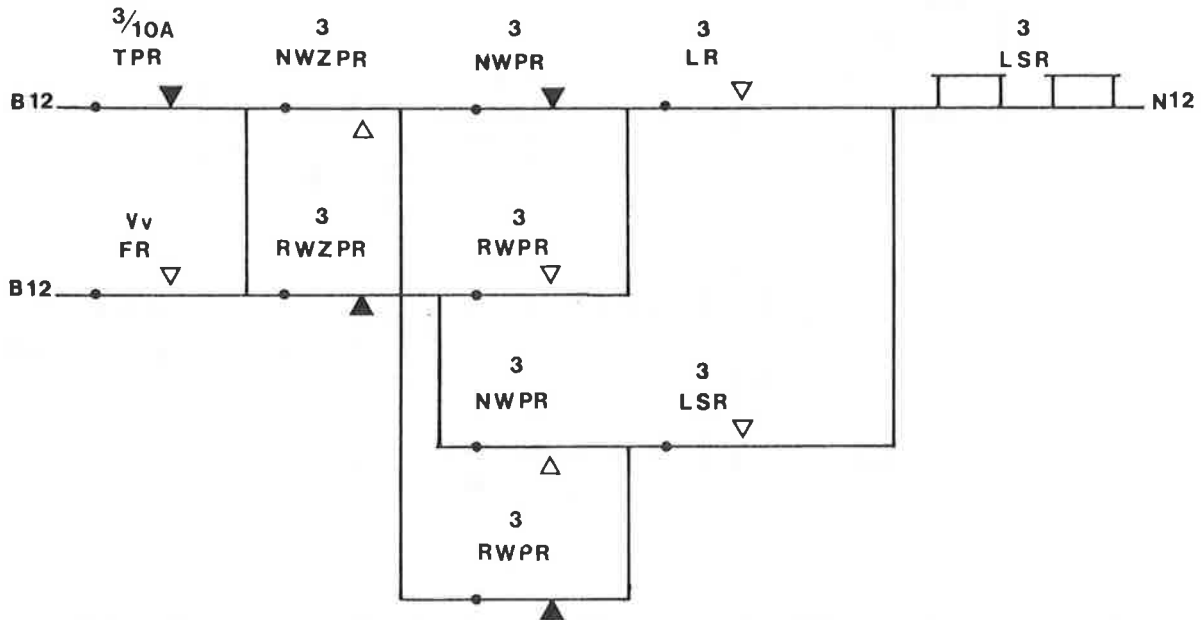 3/10A
TPR
3
NWZPR
3
NWPR
3
LR
3
LSR
B12
N12
Vv
FR
3
RWZPR
3
RWPR
B12
3
NWPR
3
LSR
3
RWPR